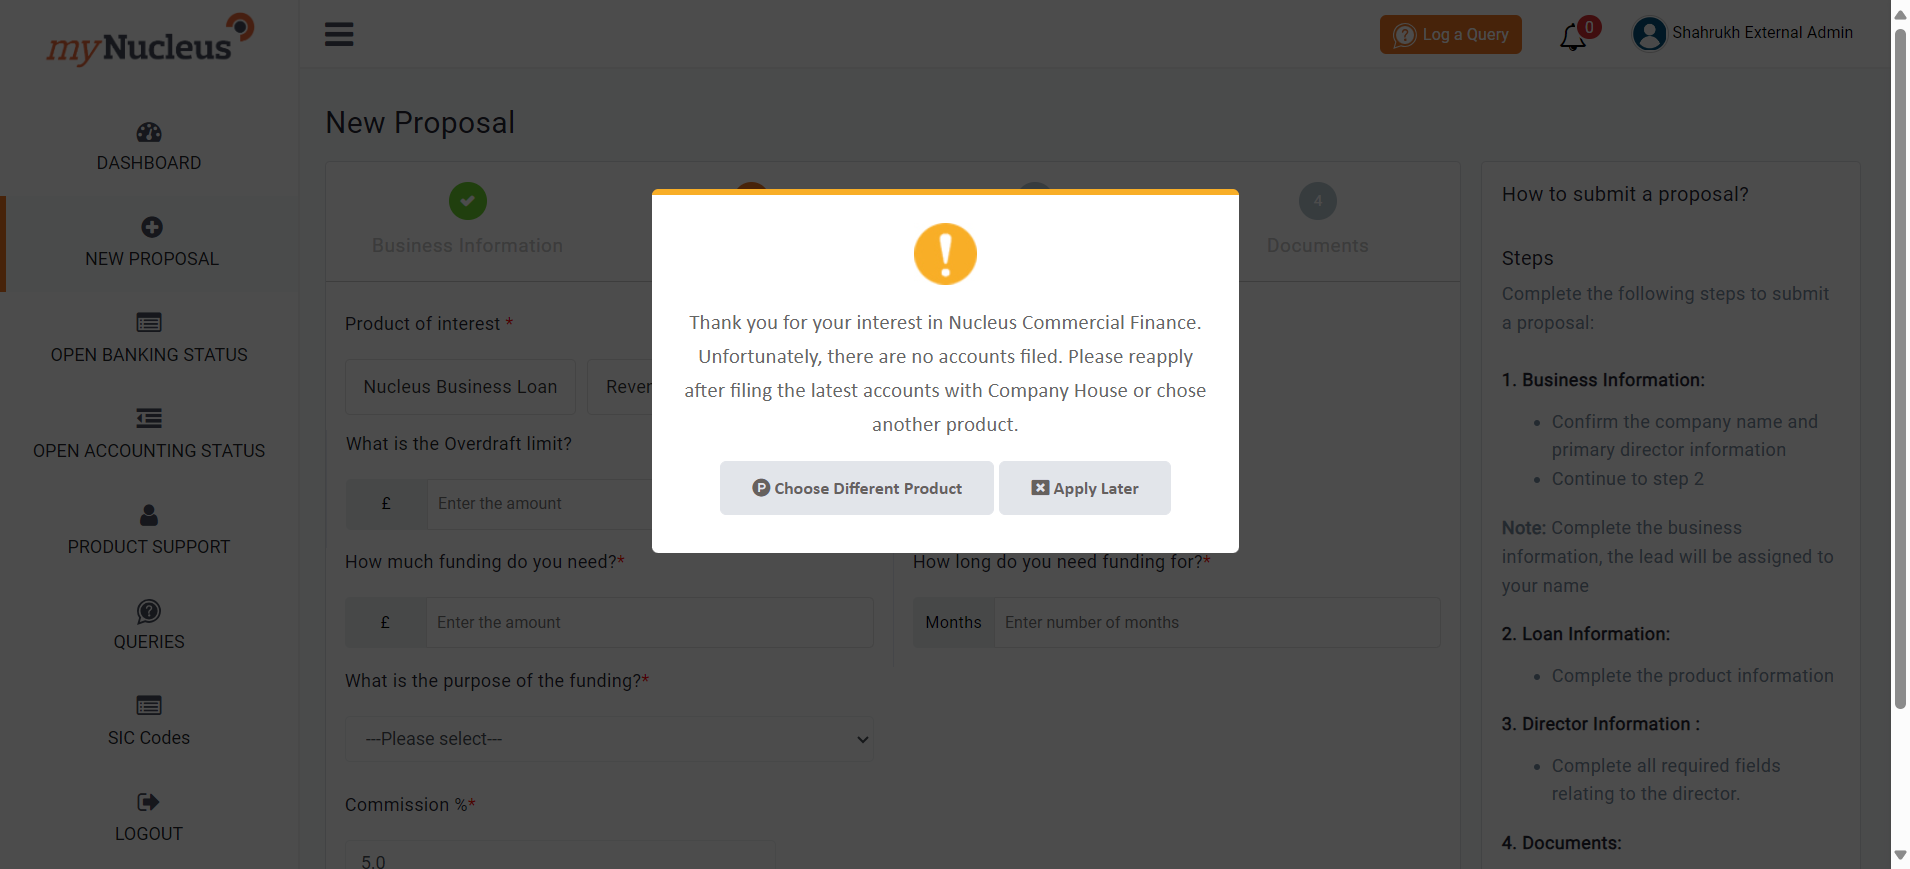 myNucleus
Log a Query
0
Shahrukh External Admin
DASHBOARD
NEW PROPOSAL
OPEN BANKING STATUS
OPEN ACCOUNTING STATUS
PRODUCT SUPPORT
QUERIES
SIC Codes
LOGOUT
New Proposal
Business Information
4
Documents
Product of interest *
Nucleus Business Loan
What is the Overdraft limit?
£
Enter the amount
How much funding do you need?*
£
Enter the amount
How long do you need funding for?*
Months
Enter number of months
What is the purpose of the funding?*
---Please select---
Commission %*
5.0
Thank you for your interest in Nucleus Commercial Finance.
Unfortunately, there are no accounts filed. Please reapply
after filing the latest accounts with Company House or chose
another product.
P Choose Different Product
Apply Later
How to submit a proposal?
Steps
Complete the following steps to submit
a proposal:
1. Business Information:
• Confirm the company name and
primary director information
• Continue to step 2
Note: Complete the business
information, the lead will be assigned to
your name
2. Loan Information:
• Complete the product information
3. Director Information :
• Complete all required fields
relating to the director.
4. Documents: